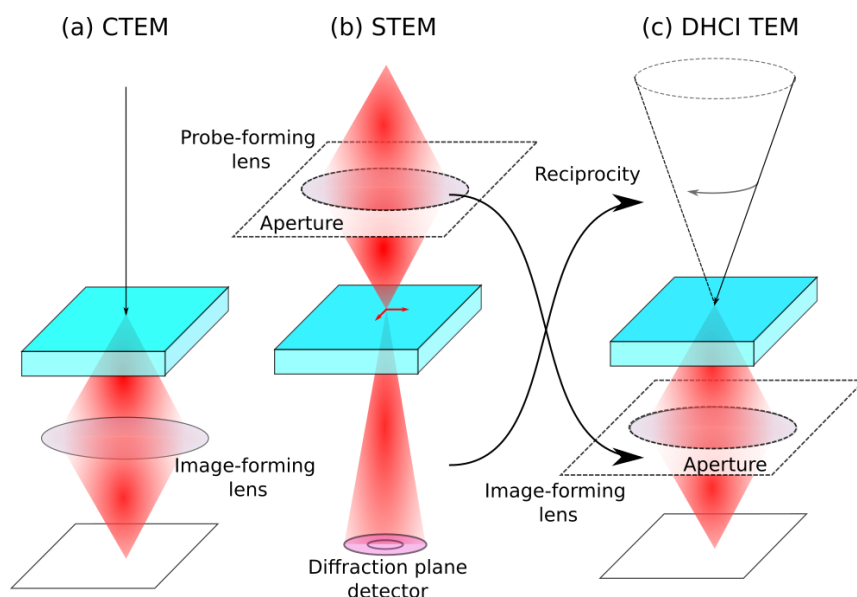 (a) CTEM
(b) STEM
(c) DHCI TEM
Probe-forming
lens
Aperture
Reciprocity
Image-forming
lens
Diffraction plane
detector
Image-forming
lens
Aperture